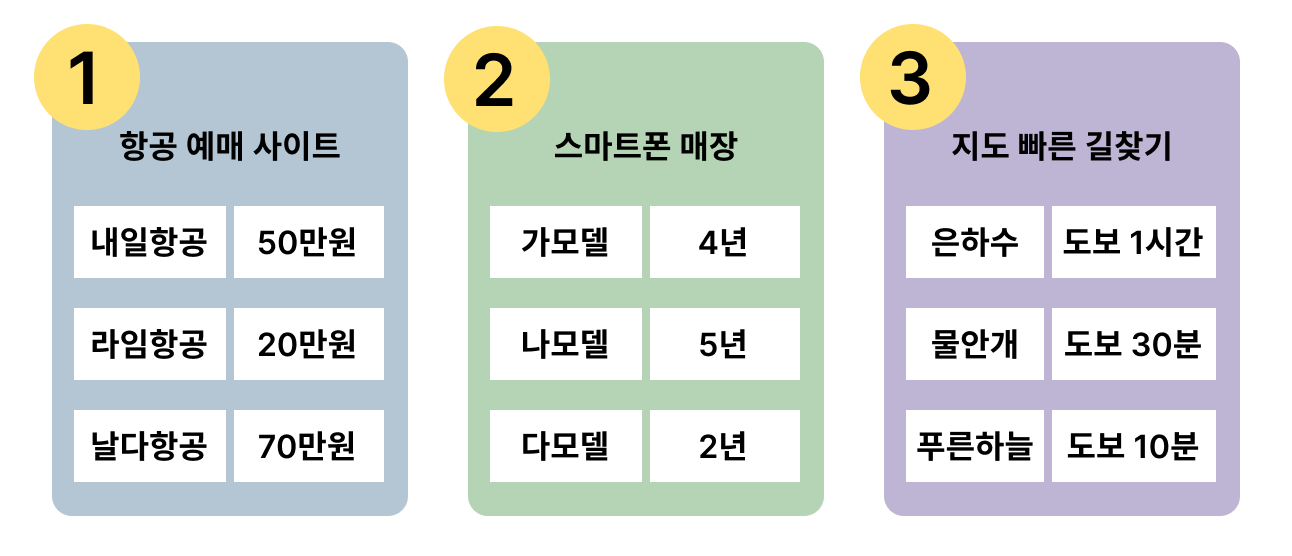 1
항공 예매 사이트
내일항공 50만원
라임항공 20만원
날다항공 70만원
2
스마트폰 매장
가모델 4년
나모델 5년
다모델 2년
3
지도 빠른 길찾기
은하수 도보 1시간
물안개 도보 30분
푸른하늘 도보 10분